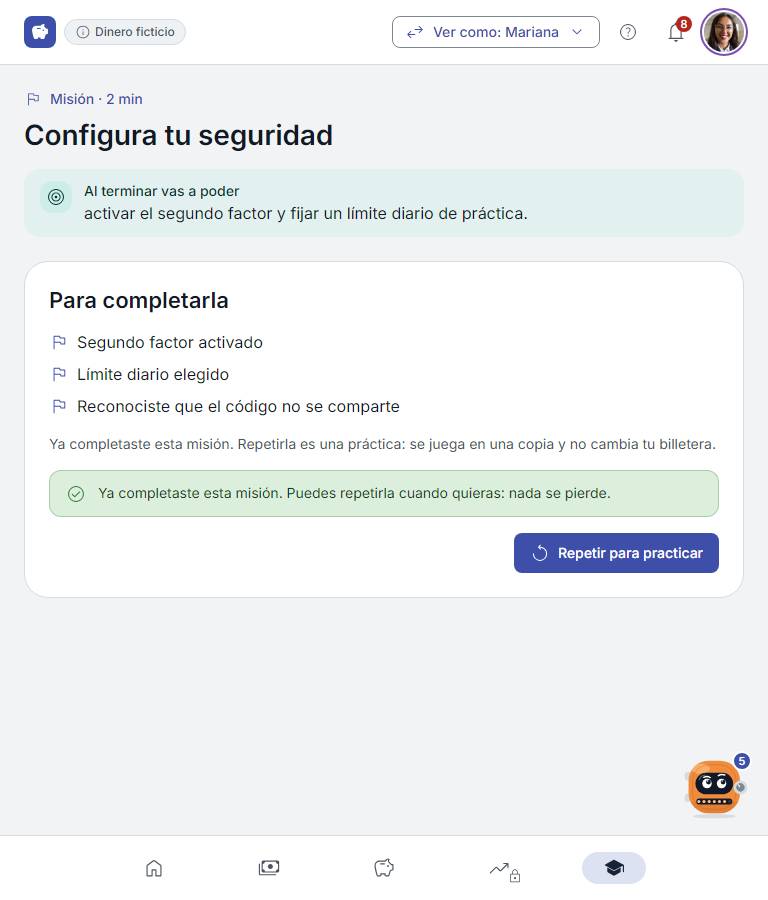 Dinero ficticio
Ver como: Mariana
8
Misión · 2 min
Configura tu seguridad
Al terminar vas a poder
activar el segundo factor y fijar un límite diario de práctica.
Para completarla
Segundo factor activado
Límite diario elegido
Reconociste que el código no se comparte
Ya completaste esta misión. Repetirla es una práctica: se juega en una copia y no cambia tu billetera.
Ya completaste esta misión. Puedes repetirla cuando quieras: nada se pierde.
Repetir para practicar
5